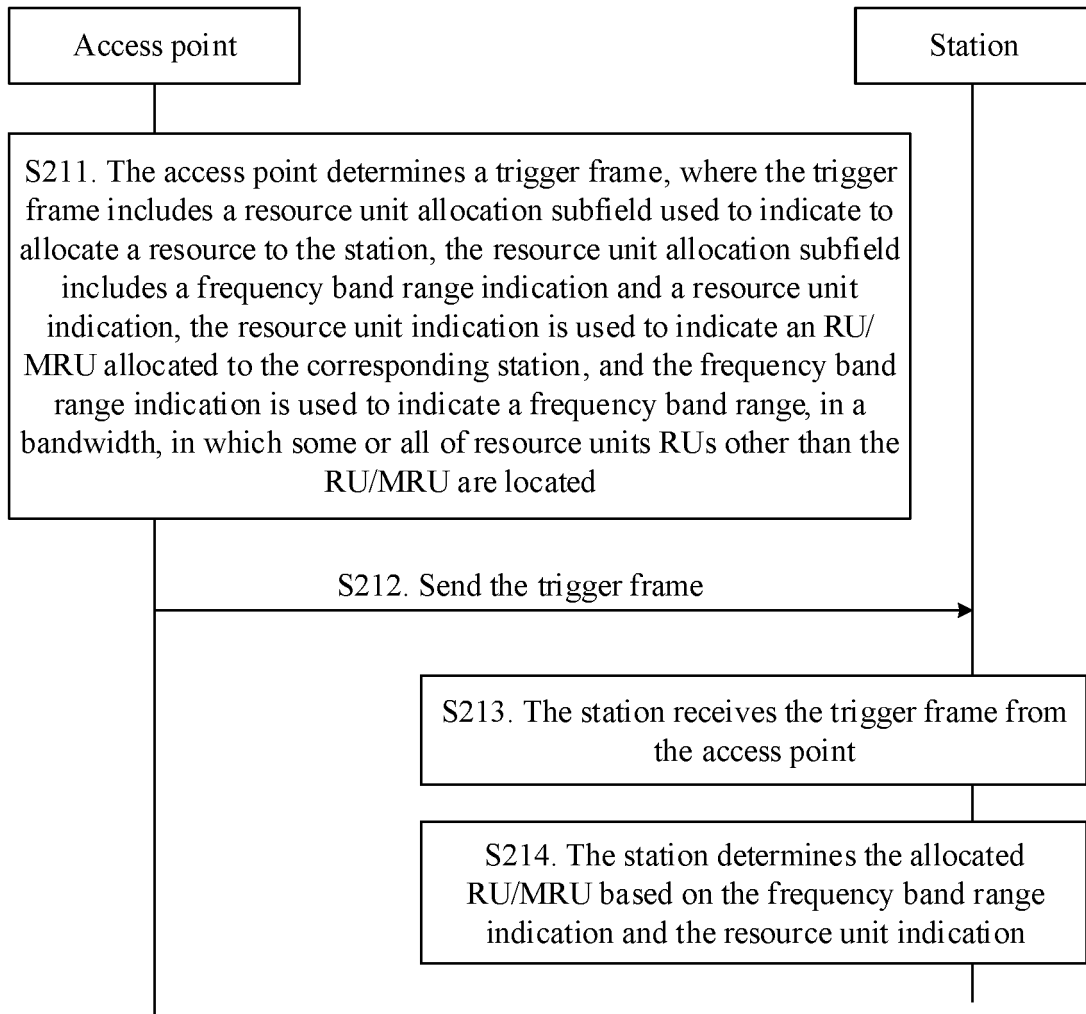 Access point
Station
S211. The access point determines a trigger frame, where the trigger
frame includes a resource unit allocation subfield used to indicate to
allocate a resource to the station, the resource unit allocation subfield
includes a frequency band range indication and a resource unit
indication, the resource unit indication is used to indicate an RU/
MRU allocated to the corresponding station, and the frequency band
range indication is used to indicate a frequency band range, in a
bandwidth, in which some or all of resource units RUs other than the
RU/MRU are located
S212. Send the trigger frame
S213. The station receives the trigger frame from
the access point
S214. The station determines the allocated
RU/MRU based on the frequency band range
indication and the resource unit indication